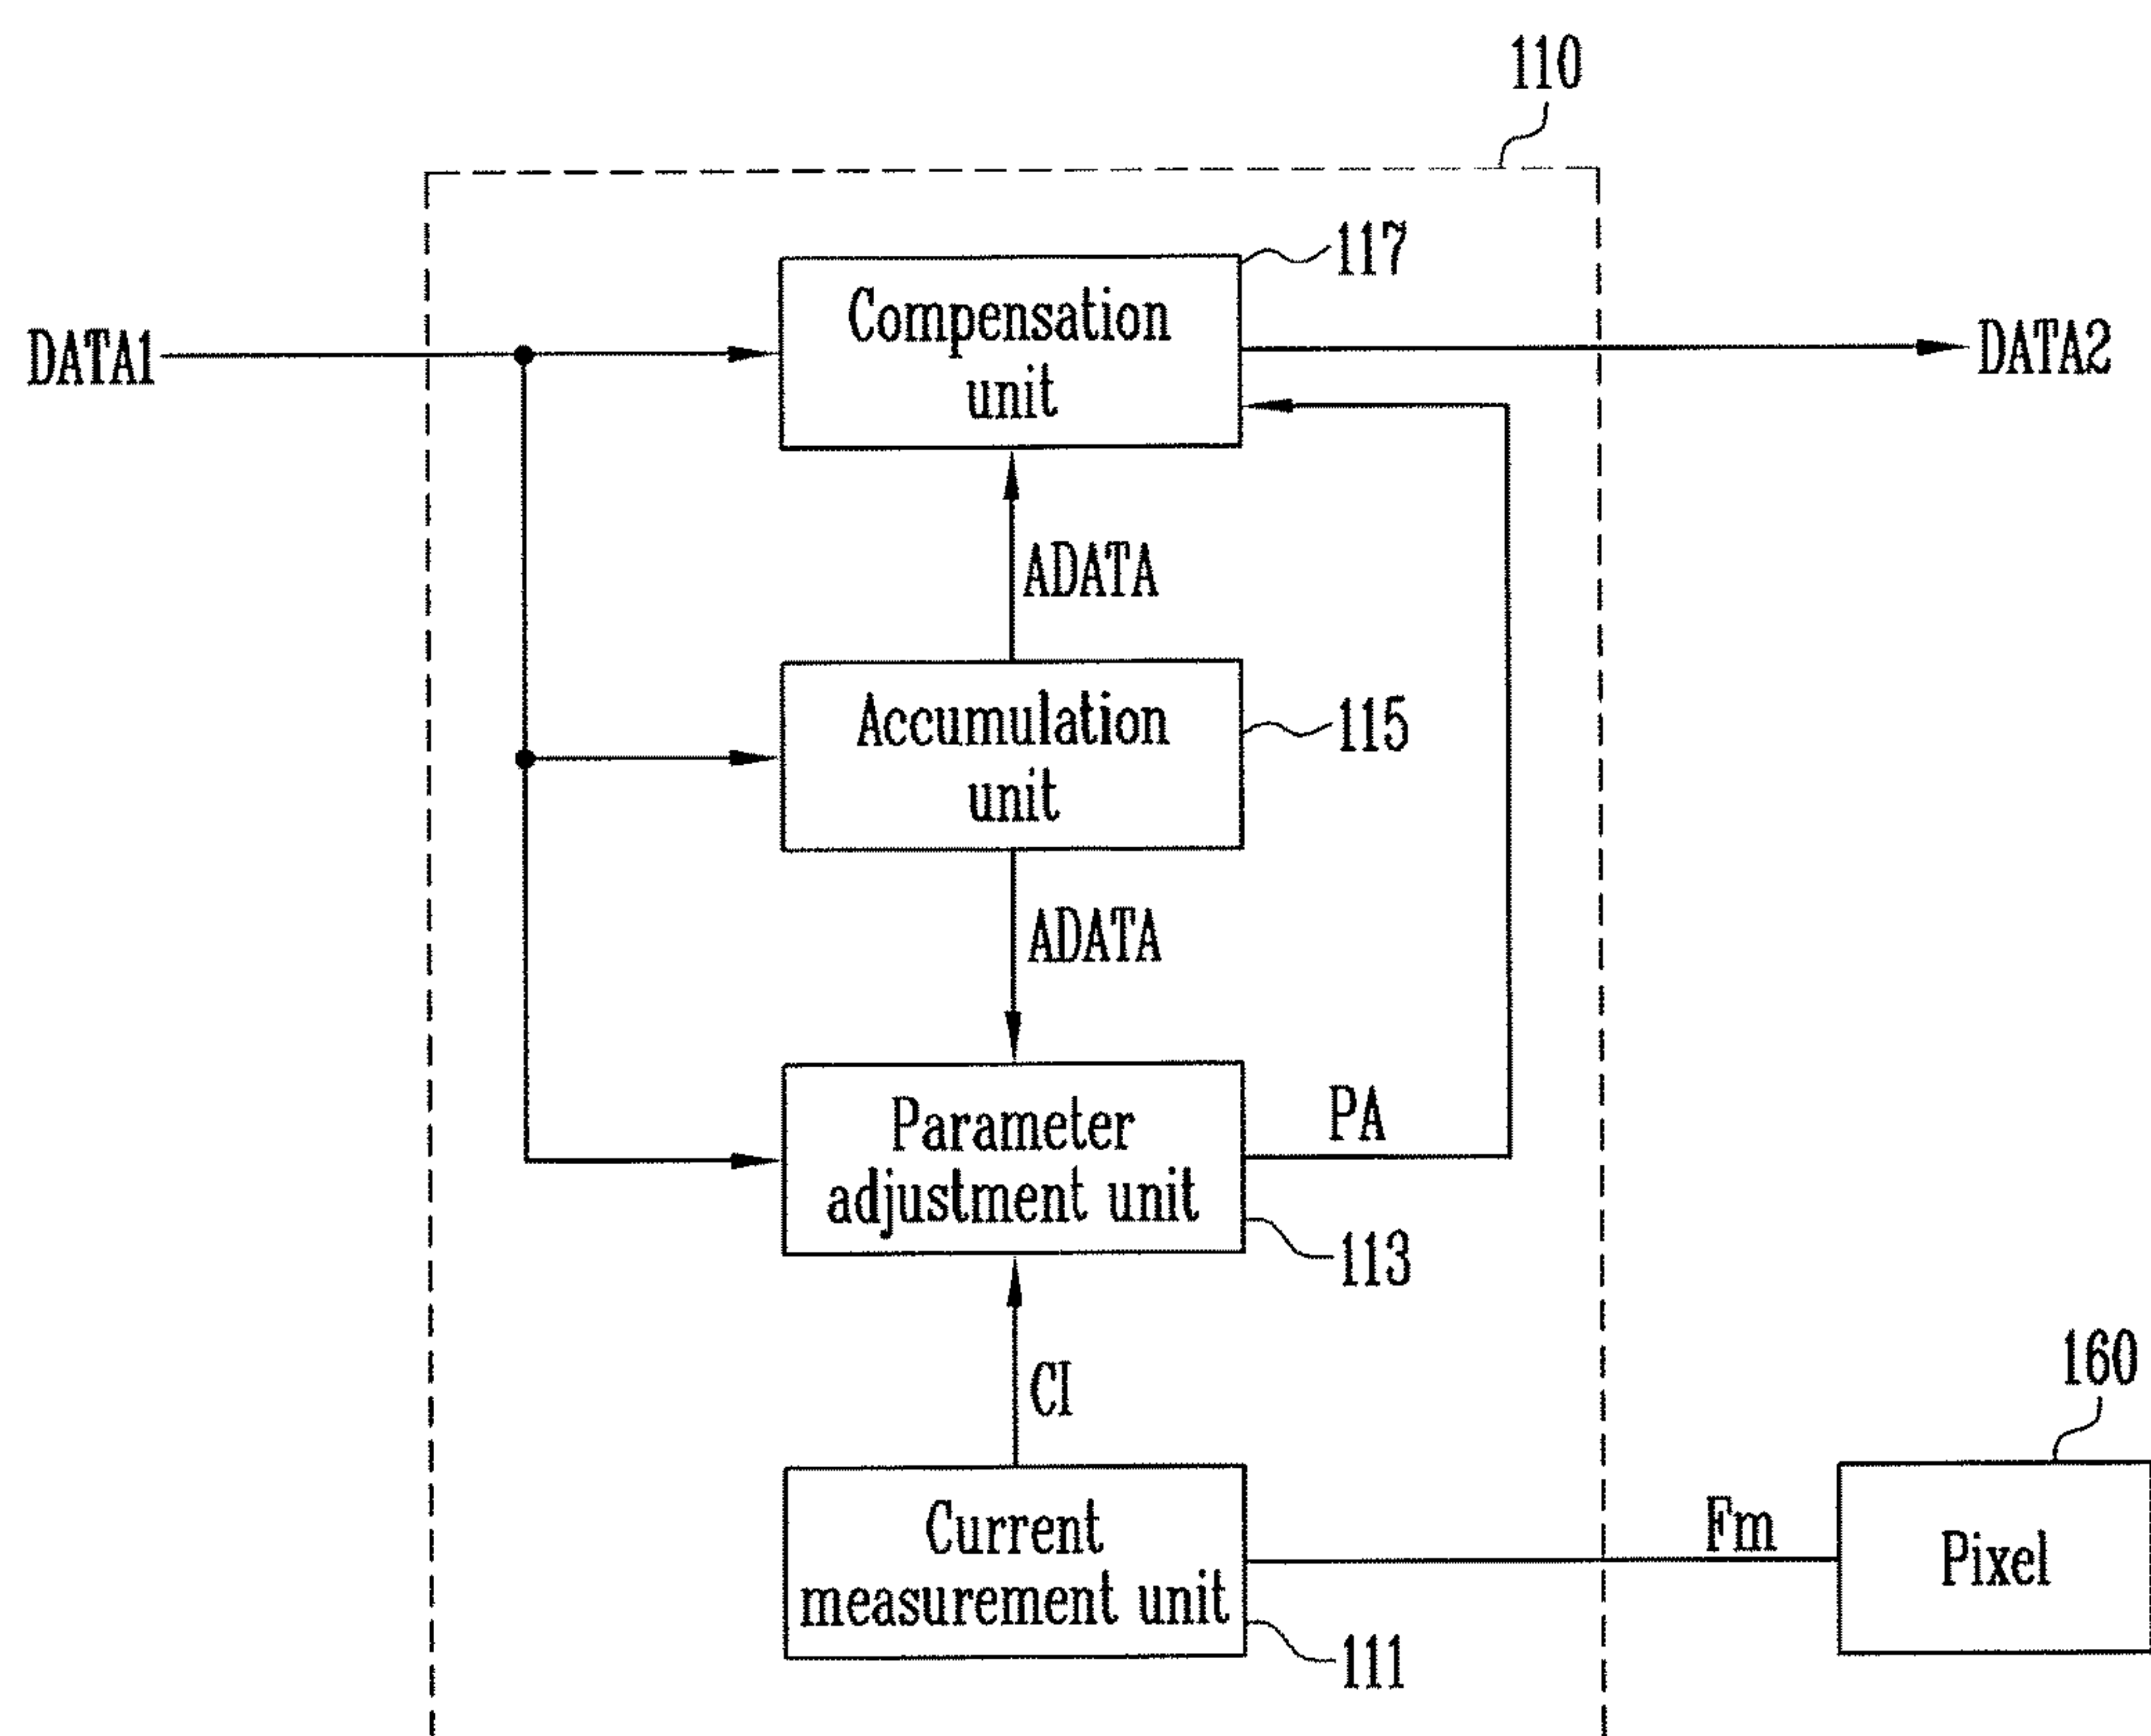 110
117
Compensation
unit
DATA1
DATA2
ADATA
Accumulation
unit
115
ADATA
Parameter
adjustment unit
PA
113
CI
160
Current
measurement unit
Fm
Pixel
111